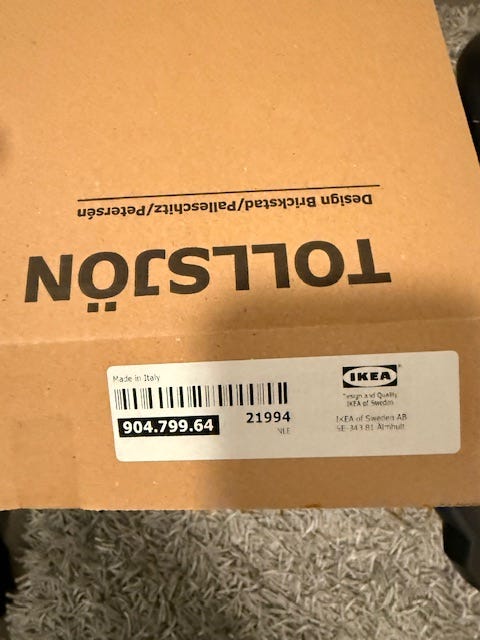 Design Brickstad/Palleschitz/Petersén
TOLLSJÖN
Made in Italy
904.799.64
21994
NLE
IKEA
Design and Quality
IKEA of Sweden
IKEA of Sweden AB
SE-343 81 Älmhult